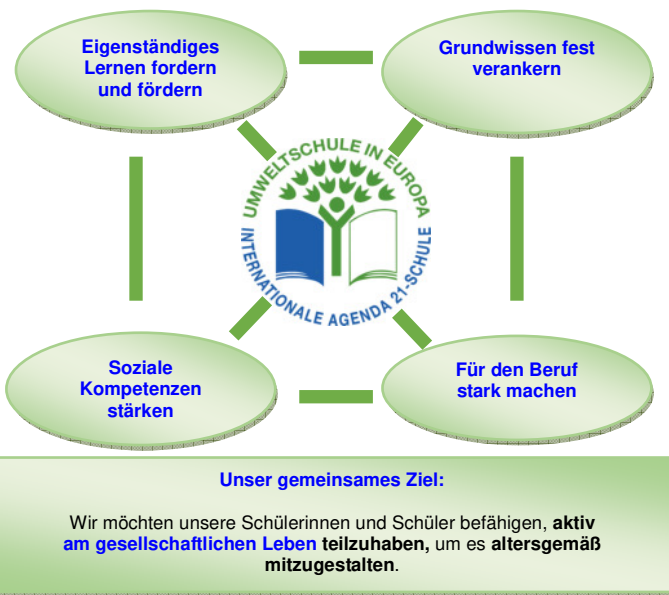 Eigenständiges
Lernen fordern
und fördern
Grundwissen fest
verankern
UMWELTSCHULE IN EUROPA
INTERNATIONALE AGENDA 21-SCHULE
Soziale
Kompetenzen
stärken
Für den Beruf
stark machen
Unser gemeinsames Ziel:
Wir möchten unsere Schülerinnen und Schüler befähigen, aktiv
am gesellschaftlichen Leben teilzuhaben, um es altersgemäß
mitzugestalten.